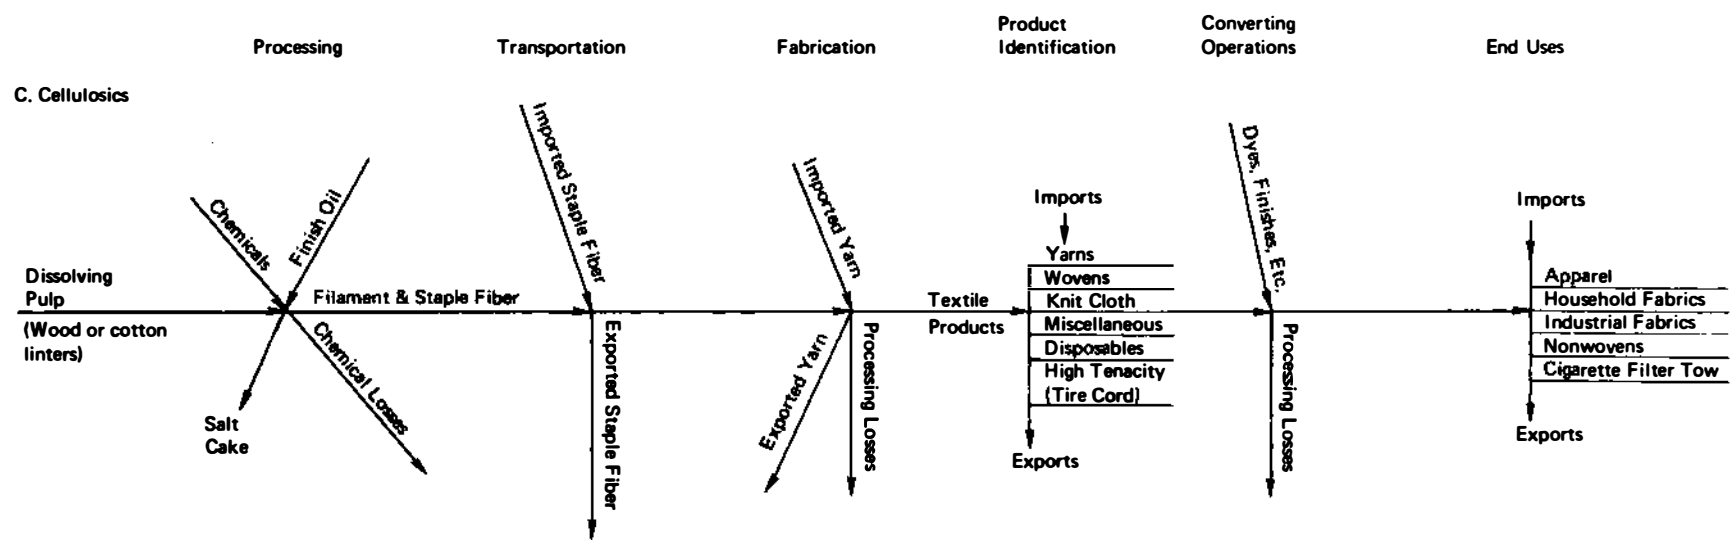 Processing
Transportation
Fabrication
Product
Identification
Converting
Operations
End Uses
C. Cellulosics
Chemicals
Finish Oil
Dissolving
Pulp
(Wood or cotton
linters)
Salt
Cake
Chemical Losses
Filament & Staple Fiber
Imported Staple Fiber
Exported Staple Fiber
Imported Yarn
Exported Yarn
Processing Losses
Textile
Products
Imports
Yarns
Wovens
Knit Cloth
Miscellaneous
Disposables
High Tenacity
(Tire Cord)
Exports
Dyes, Finishes, Etc.
Processing Losses
Imports
Apparel
Household Fabrics
Industrial Fabrics
Nonwovens
Cigarette Filter Tow
Exports